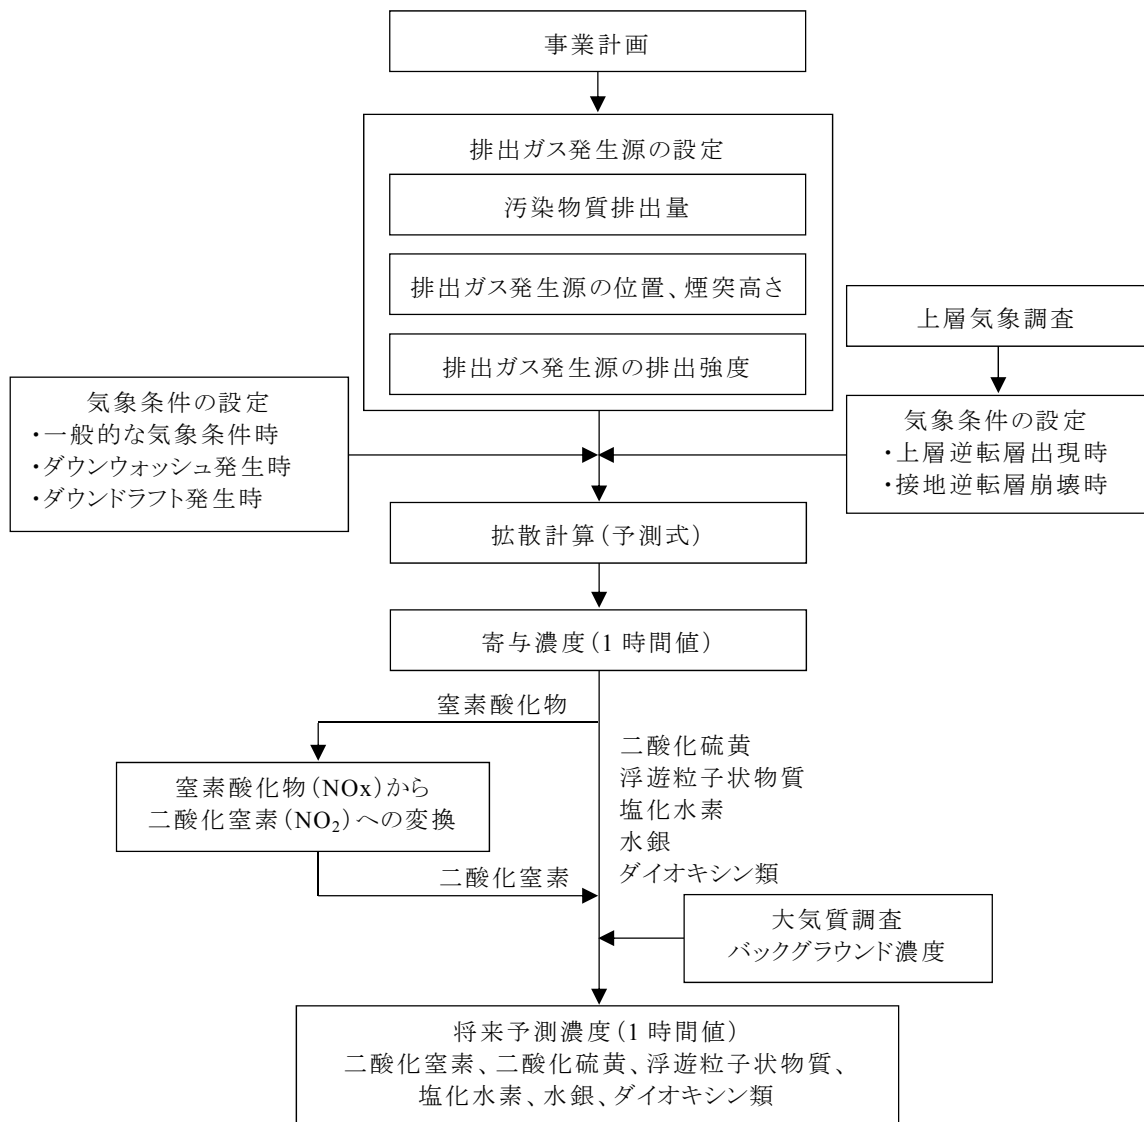 事業計画
排出ガス発生源の設定
汚染物質排出量
排出ガス発生源の位置、煙突高さ
排出ガス発生源の排出強度
上層気象調査
気象条件の設定
・一般的な気象条件時
・ダウンウォッシュ発生時
・ダウンドラフト発生時
気象条件の設定
・上層逆転層出現時
・接地逆転層崩壊時
拡散計算(予測式)
寄与濃度(1 時間値)
窒素酸化物
二酸化硫黄
浮遊粒子状物質
塩化水素
水銀
ダイオキシン類
窒素酸化物(NOx)から
二酸化窒素(NO₂)への変換
二酸化窒素
大気質調査
バックグラウンド濃度
将来予測濃度(1 時間値)
二酸化窒素、二酸化硫黄、浮遊粒子状物質、
塩化水素、水銀、ダイオキシン類